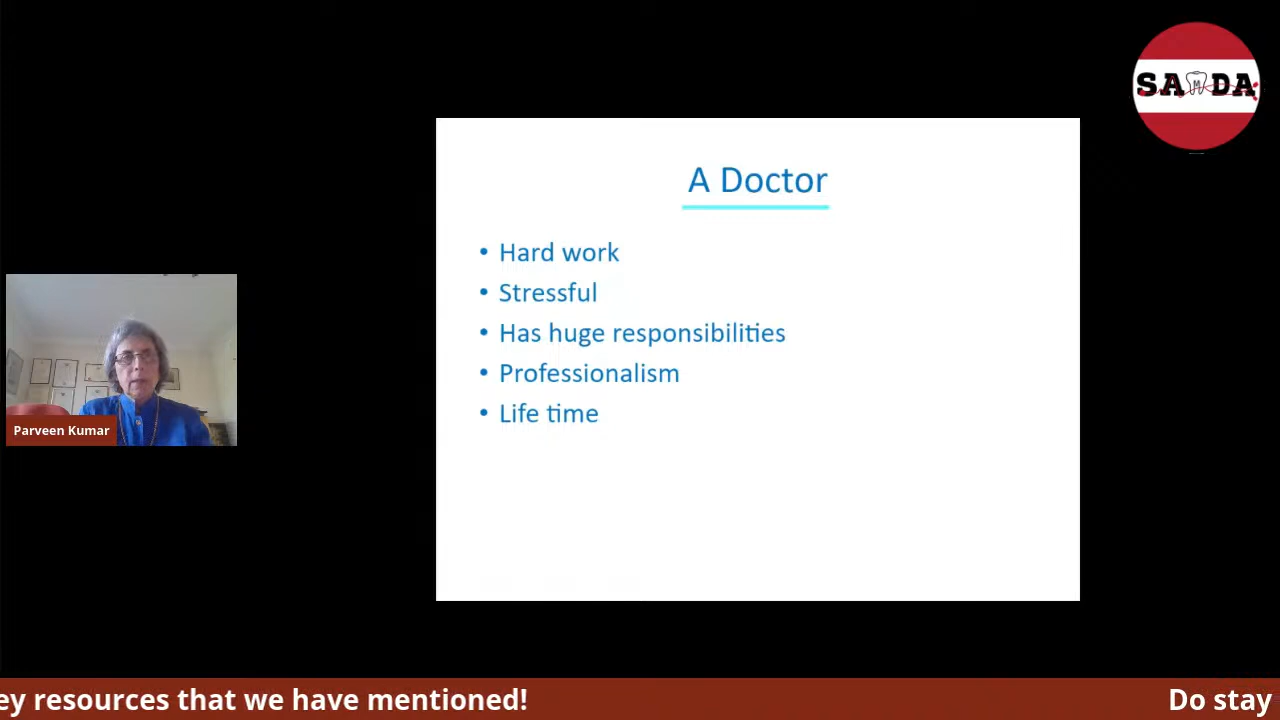 SAMDA
A Doctor
• Hard work
• Stressful
• Has huge responsibilities
• Professionalism
• Life time
Parveen Kumar
ey resources that we have mentioned!
Do stay